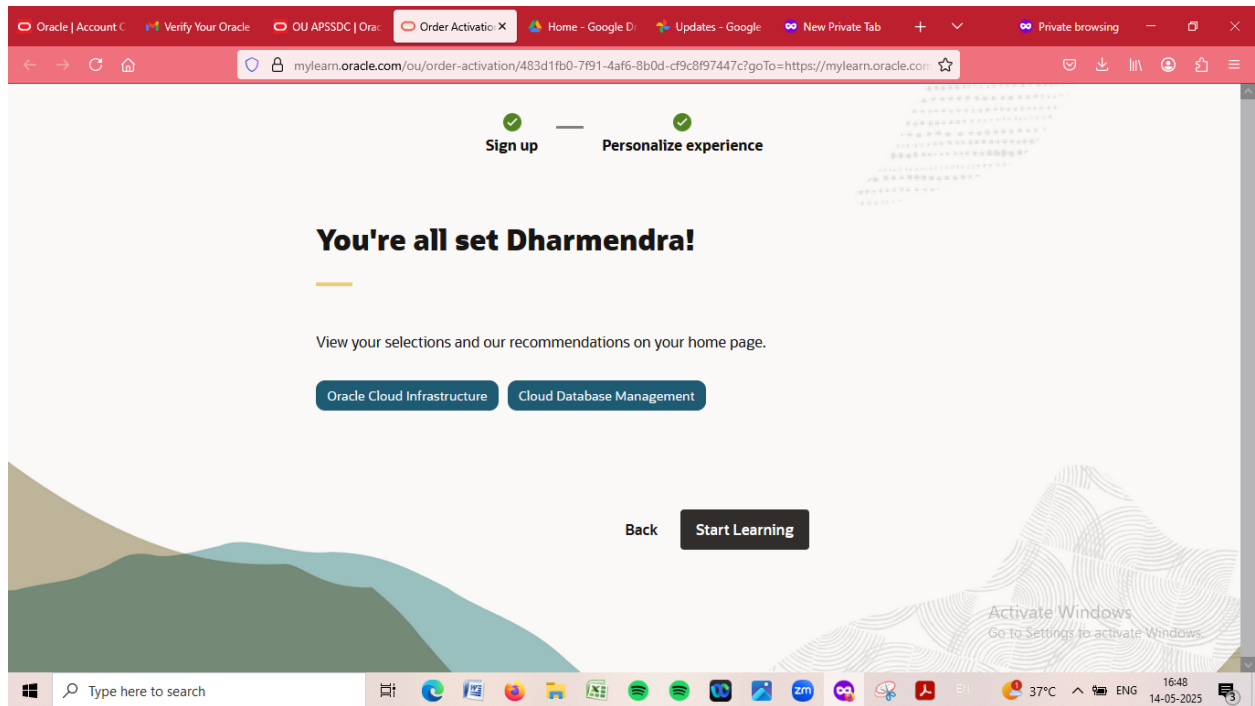 Oracle | Account C
Verify Your Oracle
OU APSSDC | Orac
Order Activation
Home - Google Dr
Updates - Google
New Private Tab
Private browsing
mylearn.oracle.com/ou/order-activation/483d1fb0-7f91-4af6-8b0d-cf9c8f97447c?goTo=https://mylearn.oracle.com
Sign up
Personalize experience
You're all set Dharmendra!
View your selections and our recommendations on your home page.
Oracle Cloud Infrastructure
Cloud Database Management
Back
Start Learning
Activate Windows
Go to Settings to activate Windows.
Type here to search
zm
EN
37°C
ENG
16:48
14-05-2025
3